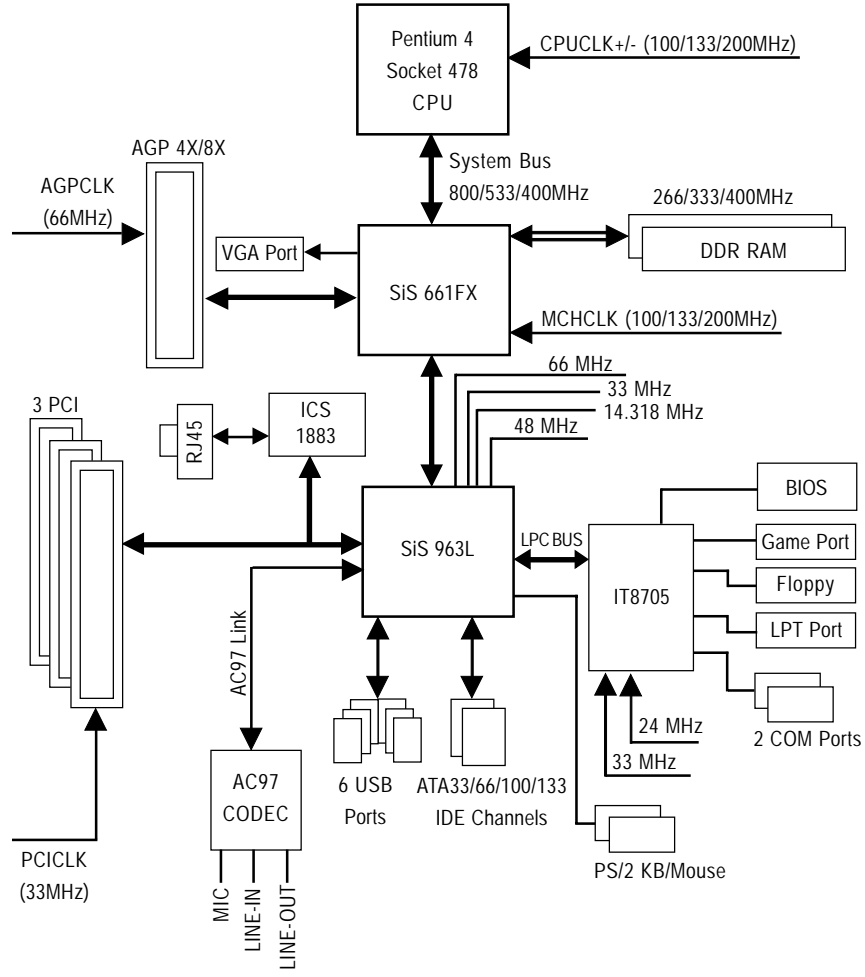 Pentium 4
Socket 478
CPU
CPUCLK+/- (100/133/200MHz)
System Bus
800/533/400MHz
AGP 4X/8X
AGPCLK
(66MHz)
VGA Port
SiS 661FX
266/333/400MHz
DDR RAM
MCHCLK (100/133/200MHz)
66 MHz
33 MHz
14.318 MHz
48 MHz
3 PCI
RJ45
ICS
1883
SiS 963L
LPC BUS
IT8705
BIOS
Game Port
Floppy
LPT Port
2 COM Ports
24 MHz
33 MHz
AC97 Link
AC97
CODEC
MIC
LINE-IN
LINE-OUT
6 USB
Ports
ATA33/66/100/133
IDE Channels
PS/2 KB/Mouse
PCICLK
(33MHz)